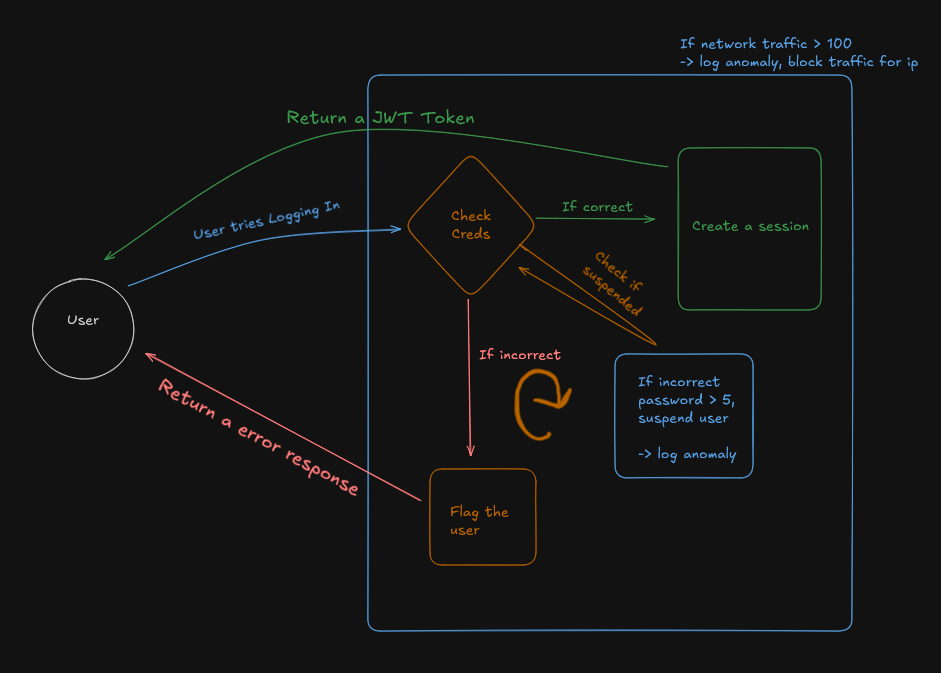 If network traffic > 100
-> log anomaly, block traffic for ip
Return a JWT Token
User tries Logging In
Check
Creds
If correct
Create a session
Check if
suspended
User
If incorrect
If incorrect
password > 5,
suspend user
-> log anomaly
Return a error response
Flag the
user